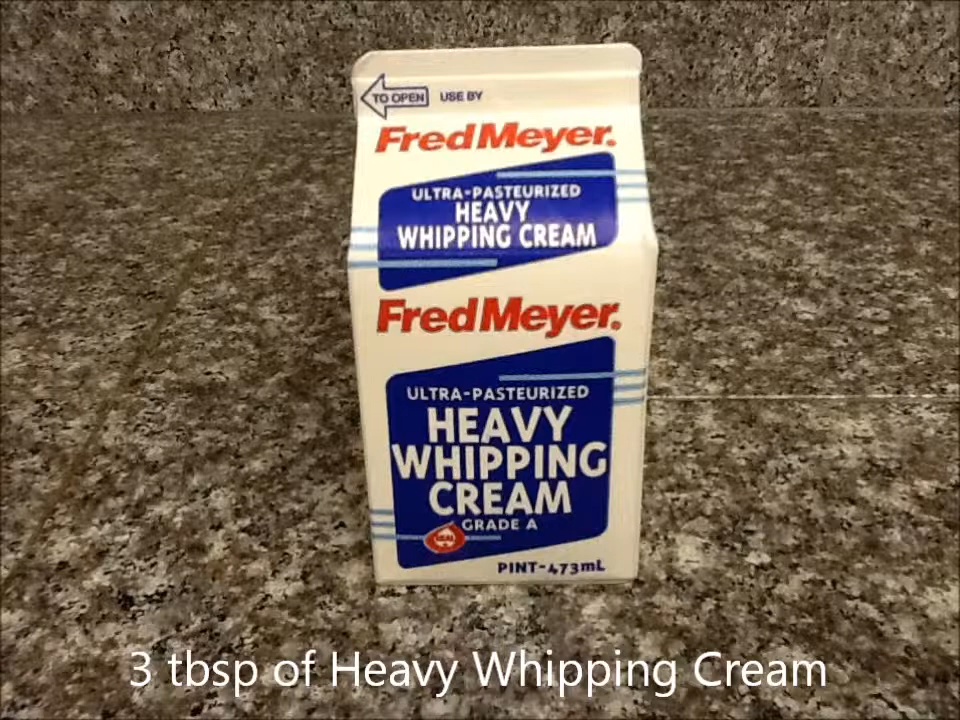 TO OPEN USE BY
FredMeyer.
ULTRA-PASTEURIZED
HEAVY
WHIPPING CREAM
FredMeyer.
ULTRA-PASTEURIZED
HEAVY
WHIPPING
CREAM
GRADE A
REAL
PINT-473mL
3 tbsp of Heavy Whipping Cream